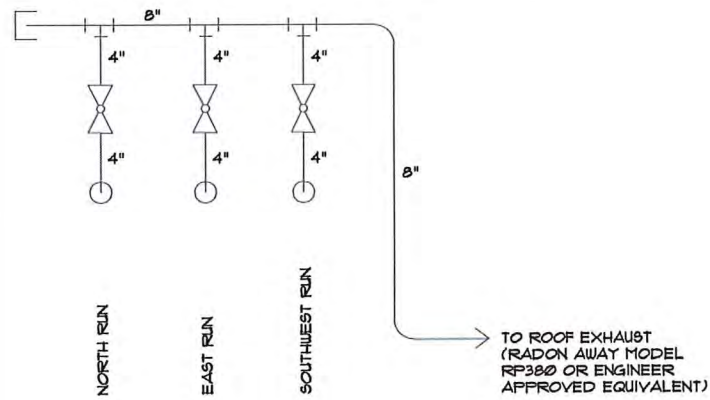 8"
4"
4"
4"
4"
4"
4"
8"
NORTH RUN
EAST RUN
SOUTHWEST RUN
TO ROOF EXHAUST
(RADON AWAY MODEL
RP380 OR ENGINEER
APPROVED EQUIVALENT)